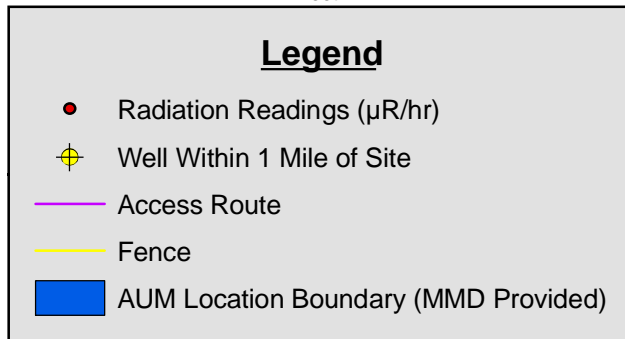 Legend
Radiation Readings (µR/hr)
Well Within 1 Mile of Site
Access Route
Fence
AUM Location Boundary (MMD Provided)